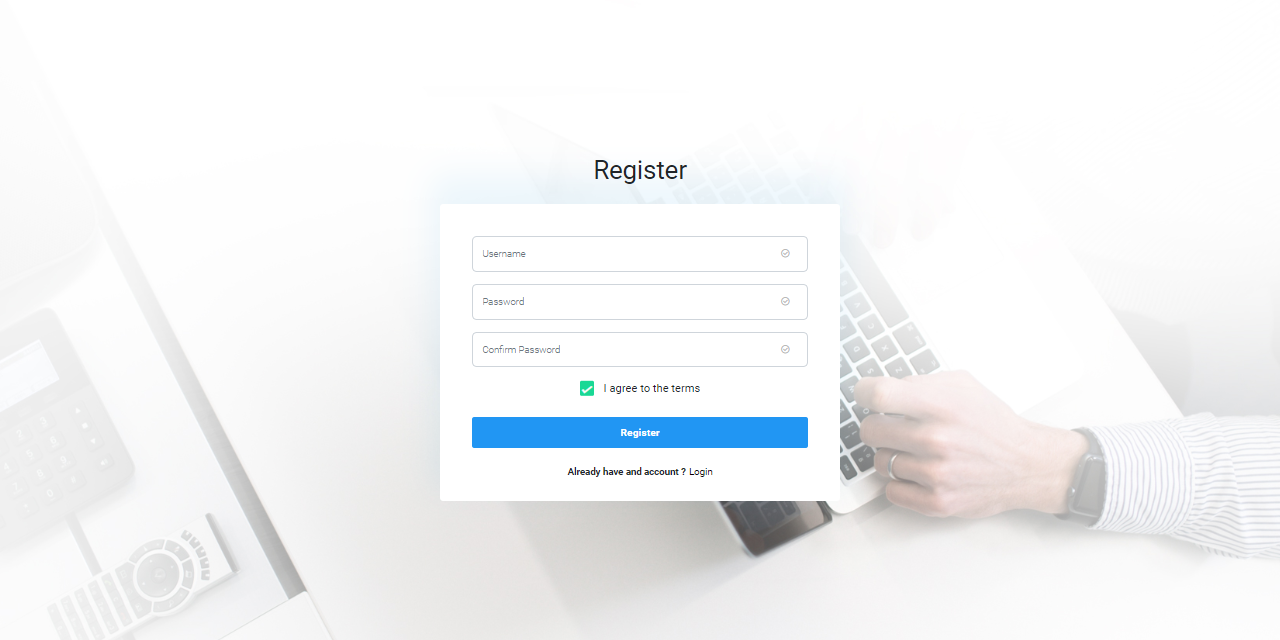 Register
Username
Password
Confirm Password
I agree to the terms
Register
Already have and account ? Login